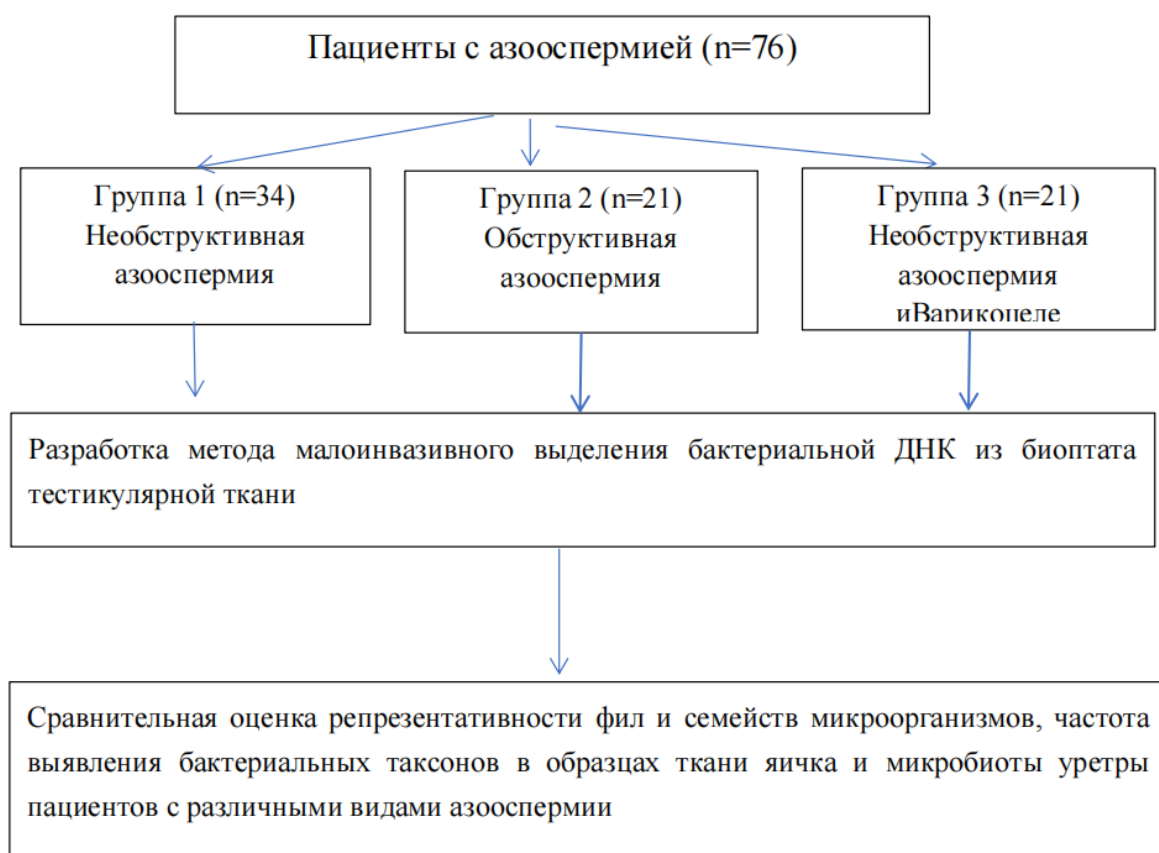 Пациенты с азооспермией (n=76)
Группа 1 (n=34)
Необструктивная
азооспермия
Группа 2 (n=21)
Обструктивная
азооспермия
Группа 3 (n=21)
Необструктивная
азооспермия
иВарикоцеле
Разработка метода малоинвазивного выделения бактериальной ДНК из биоптата
тестикулярной ткани
Сравнительная оценка репрезентативности фил и семейств микроорганизмов, частота
выявления бактериальных таксонов в образцах ткани яичка и микробиоты уретры
пациентов с различными видами азооспермии